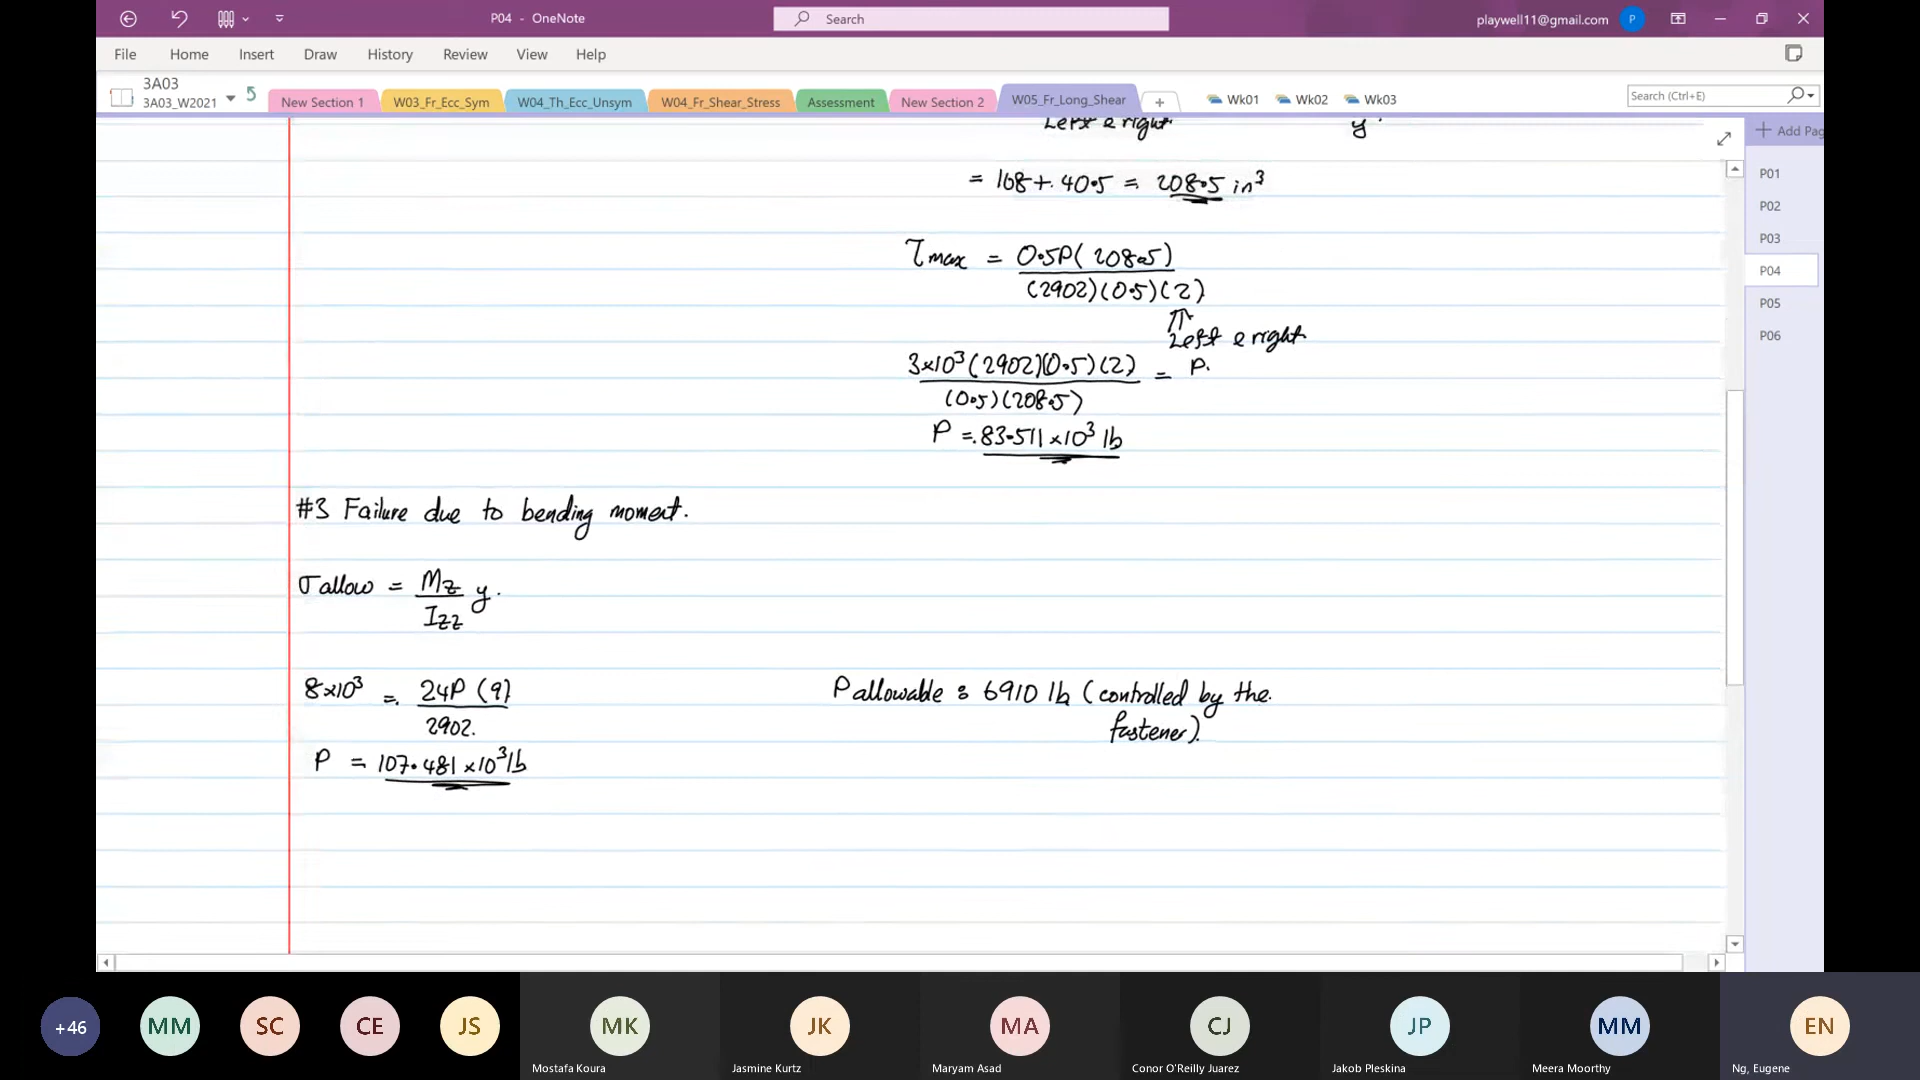 P04 - OneNote
Search
playwell11@gmail.com
P
File Home Insert Draw History Review View Help
3A03
3A03_W2021
New Section 1
W03_Fr_Ecc_Sym
W04_Th_Ecc_Unsym
W04_Fr_Shear_Stress
Assessment
New Section 2
W05_Fr_Long_Shear
Wk01
Wk02
Wk03
Search (Ctrl+E)
Add Pag
P01
P02
P03
P04
P05
P06
Left & right y.
= 168 + 40.5 = 208.5 in³
τmax = 0.5P(208.5)
(2902)(0.5)(2)
⇑
Left & right
3×10³(2902)(0.5)(2) = P.
(0.5)(208.5)
P = 83.511 ×10³ lb
#3 Failure due to bending moment.
σallow = Mz y.
Izz
8×10³ = 24P (9)
2902.
P = 107.481 ×10³ lb
P allowable : 6910 lb (controlled by the
fastener).
+46
MM
SC
CE
JS
MK
JK
MA
CJ
JP
MM
EN
Mostafa Koura
Jasmine Kurtz
Maryam Asad
Conor O'Reilly Juarez
Jakob Pleskina
Meera Moorthy
Ng, Eugene